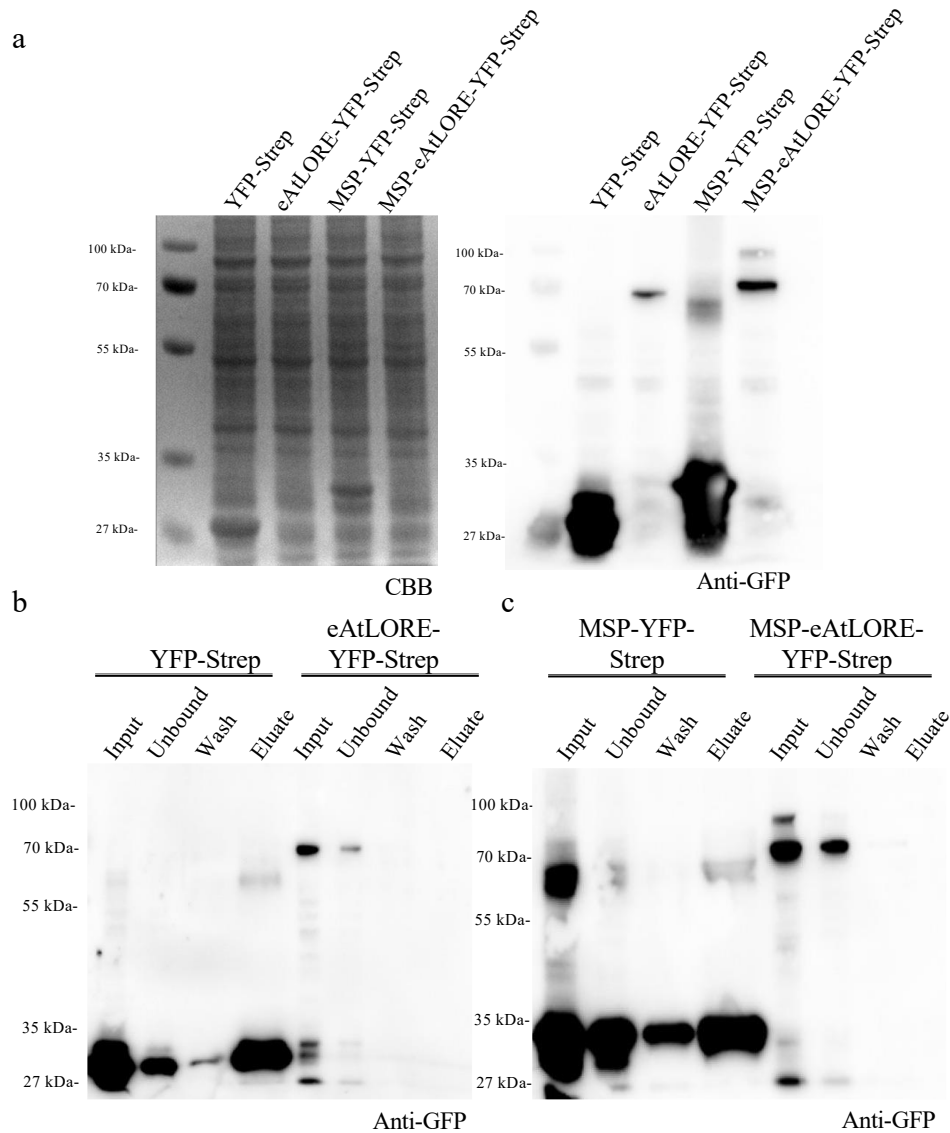 a
YFP-Strep
eAtLORE-YFP-Strep
MSP-YFP-Strep
MSP-eAtLORE-YFP-Strep
YFP-Strep
eAtLORE-YFP-Strep
MSP-YFP-Strep
MSP-eAtLORE-YFP-Strep
100 kDa-
70 kDa-
55 kDa-
35 kDa-
27 kDa-
CBB
100 kDa-
70 kDa-
55 kDa-
35 kDa-
27 kDa-
Anti-GFP
b
YFP-Strep
eAtLORE-
YFP-Strep
Input
Unbound
Wash
Eluate
Input
Unbound
Wash
Eluate
100 kDa-
70 kDa-
55 kDa-
35 kDa-
27 kDa-
Anti-GFP
c
MSP-YFP-
Strep
MSP-eAtLORE-
YFP-Strep
Input
Unbound
Wash
Eluate
Input
Unbound
Wash
Eluate
100 kDa-
70 kDa-
55 kDa-
35 kDa-
27 kDa-
Anti-GFP